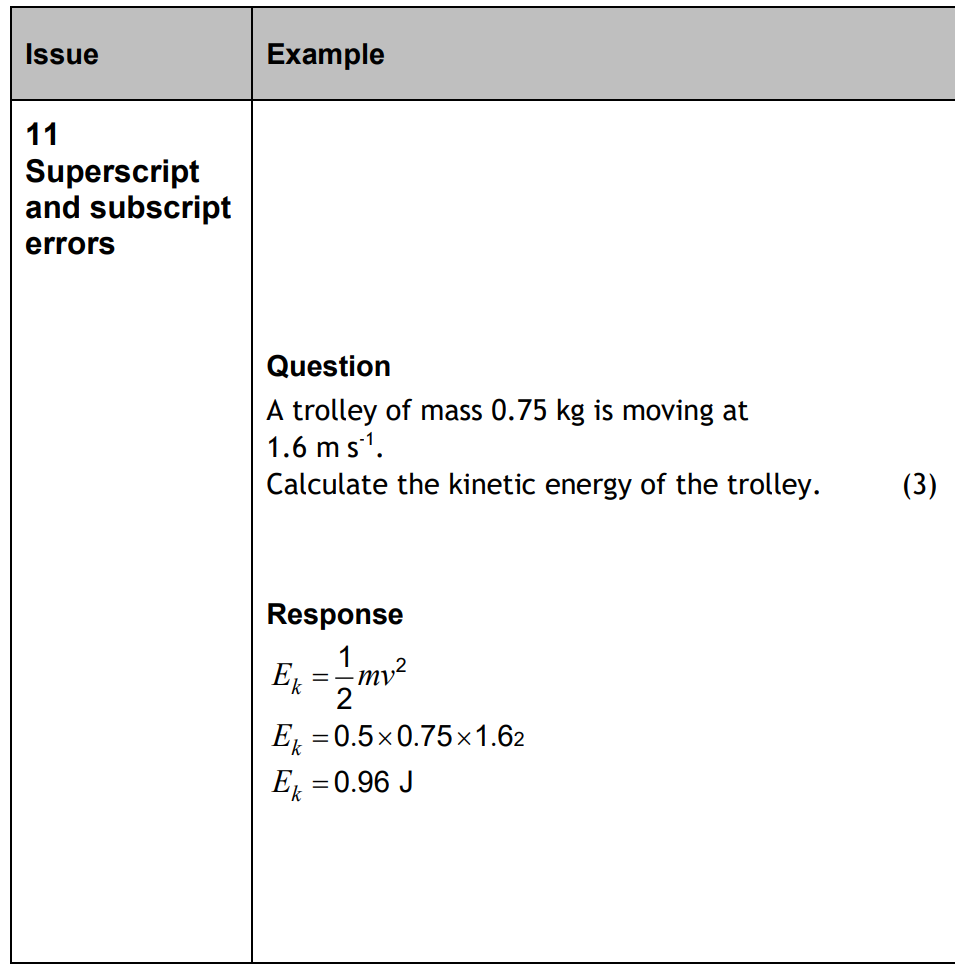 Issue
Example
11
Superscript
and subscript
errors
Question
A trolley of mass 0.75 kg is moving at
1.6 m s⁻¹.
Calculate the kinetic energy of the trolley. (3)
Response
Eₖ = 1/2 mv²
Eₖ = 0.5 × 0.75 × 1.62
Eₖ = 0.96 J